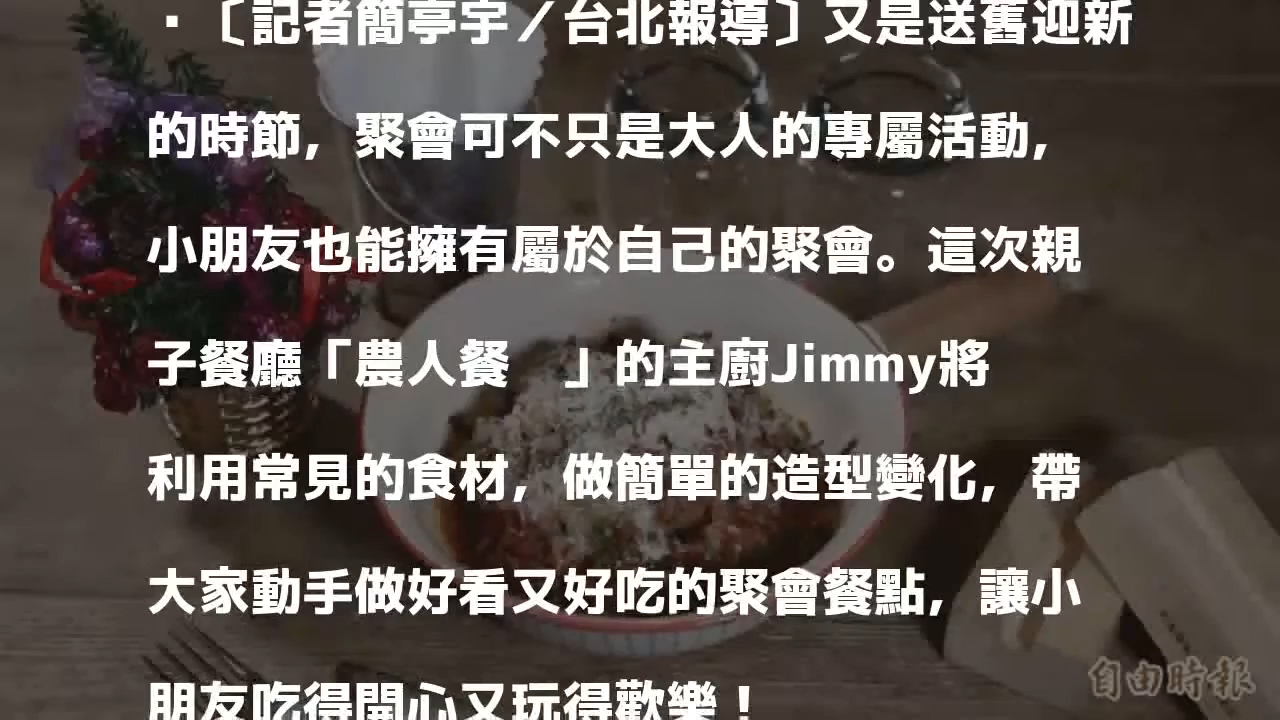 ▪〔記者簡亭宇／台北報導〕又是送舊迎新
的時節，聚會可不只是大人的專屬活動，
小朋友也能擁有屬於自己的聚會。這次親
子餐廳「農人餐　」的主廚Jimmy將
利用常見的食材，做簡單的造型變化，帶
大家動手做好看又好吃的聚會餐點，讓小
朋友吃得開心又玩得歡樂！
自由時報